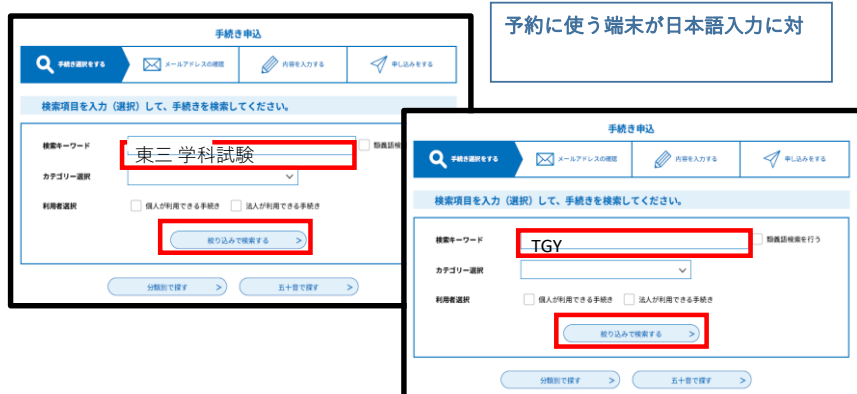 予約に使う端末が日本語入力に対
手続き申込
手続き選択をする
メールアドレスの確認
内容を入力する
申し込みをする
検索項目を入力（選択）して、手続きを検索してください。
検索キーワード
東三 学科試験
類義語検
カテゴリー選択
利用者選択
個人が利用できる手続き 法人が利用できる手続き
絞り込みで検索する >
分類別で探す > 五十音で探す >
手続き申込
手続き選択をする
メールアドレスの確認
内容を入力する
申し込みをする
検索項目を入力（選択）して、手続きを検索してください。
検索キーワード
TGY
類義語検索を行う
カテゴリー選択
利用者選択
個人が利用できる手続き 法人が利用できる手続き
絞り込みで検索する >
分類別で探す > 五十音で探す >